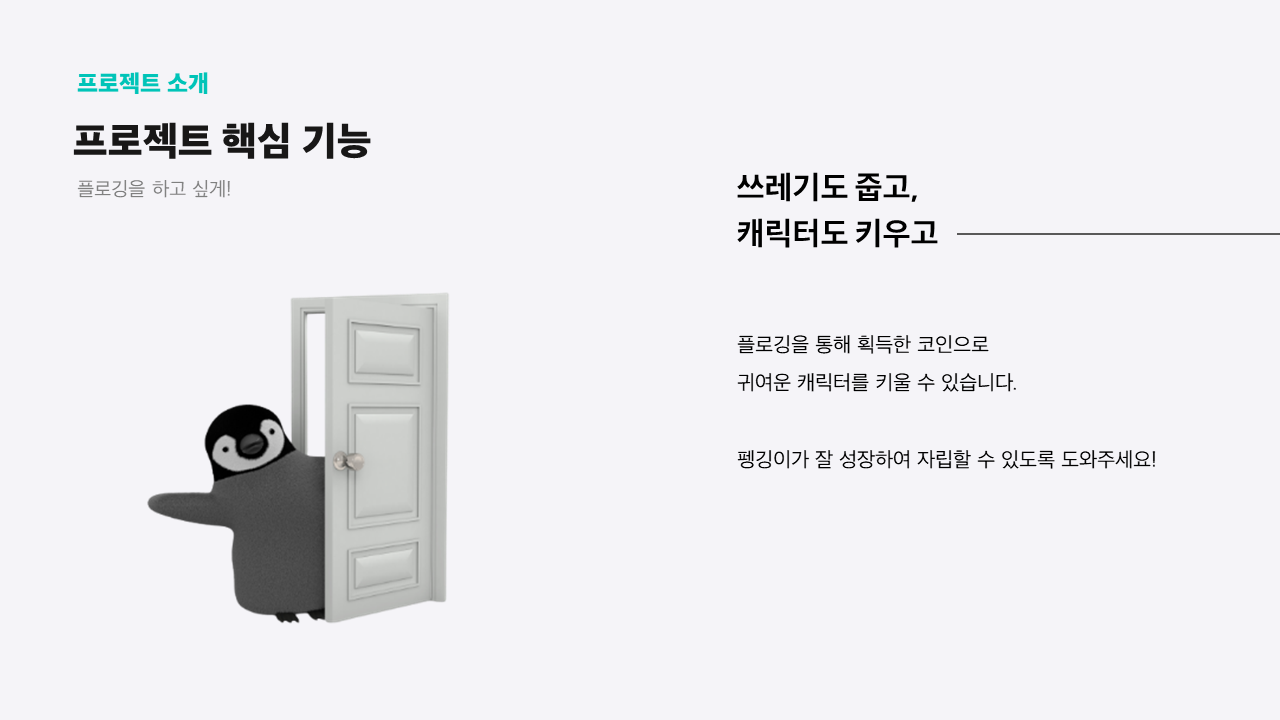 프로젝트 소개
프로젝트 핵심 기능
플로깅을 하고 싶게!
쓰레기도 줍고,
캐릭터도 키우고
플로깅을 통해 획득한 코인으로
귀여운 캐릭터를 키울 수 있습니다.
펭깅이가 잘 성장하여 자립할 수 있도록 도와주세요!